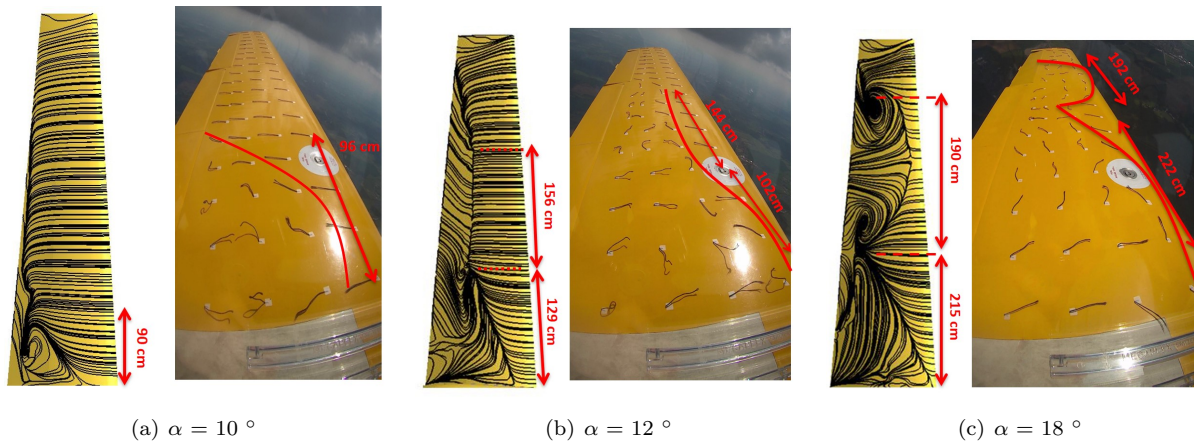 90 cm
96 cm
156 cm
129 cm
144 cm
102cm
190 cm
215 cm
192 cm
222 cm
(a) α = 10 °
(b) α = 12 °
(c) α = 18 °